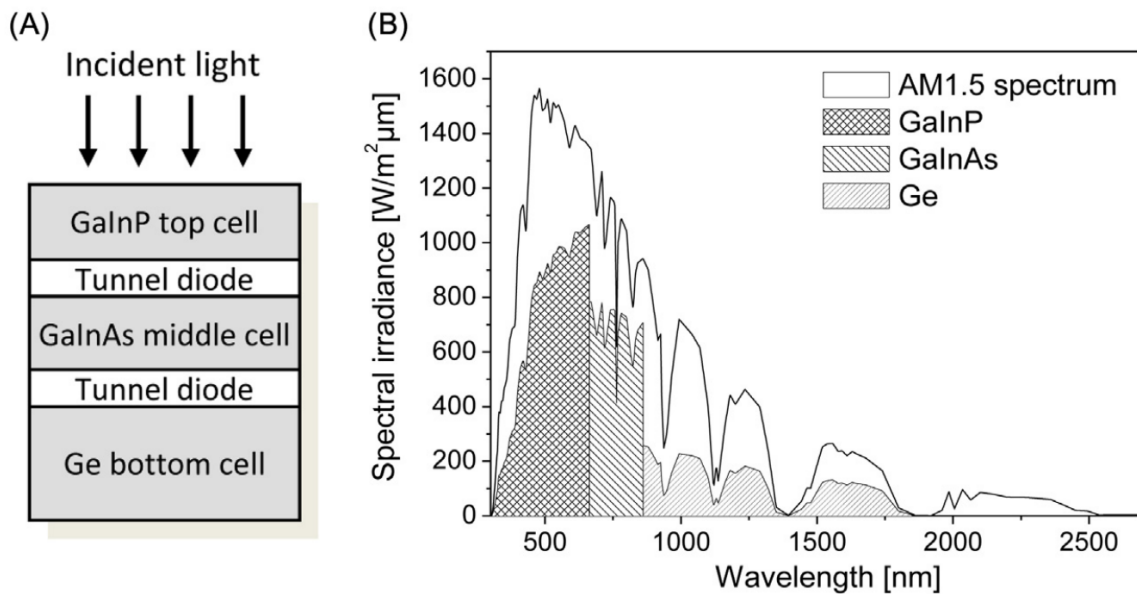 (A)
Incident light
GaInP top cell
Tunnel diode
GaInAs middle cell
Tunnel diode
Ge bottom cell
(B)
Spectral irradiance [W/m²µm]
1600
1400
1200
1000
800
600
400
200
0
AM1.5 spectrum
GaInP
GaInAs
Ge
500
1000
1500
2000
2500
Wavelength [nm]